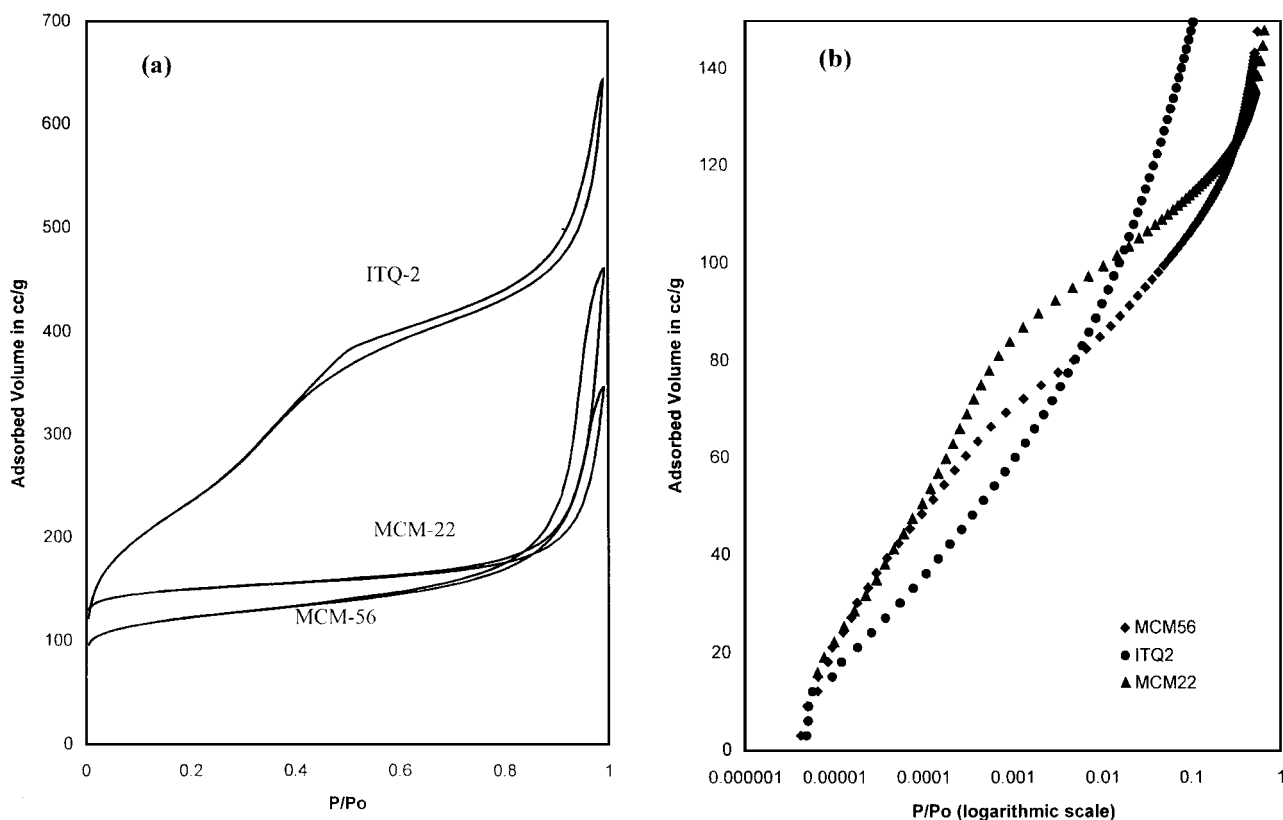 (a)
Adsorbed Volume in cc/g
700
600
500
400
300
200
100
0
ITQ-2
MCM-22
MCM-56
0
0.2
0.4
0.6
0.8
1
P/Po
(b)
Adsorbed Volume in cc/g
140
120
100
80
60
40
20
0
MCM56
ITQ2
MCM22
0.000001
0.00001
0.0001
0.001
0.01
0.1
1
P/Po (logarithmic scale)